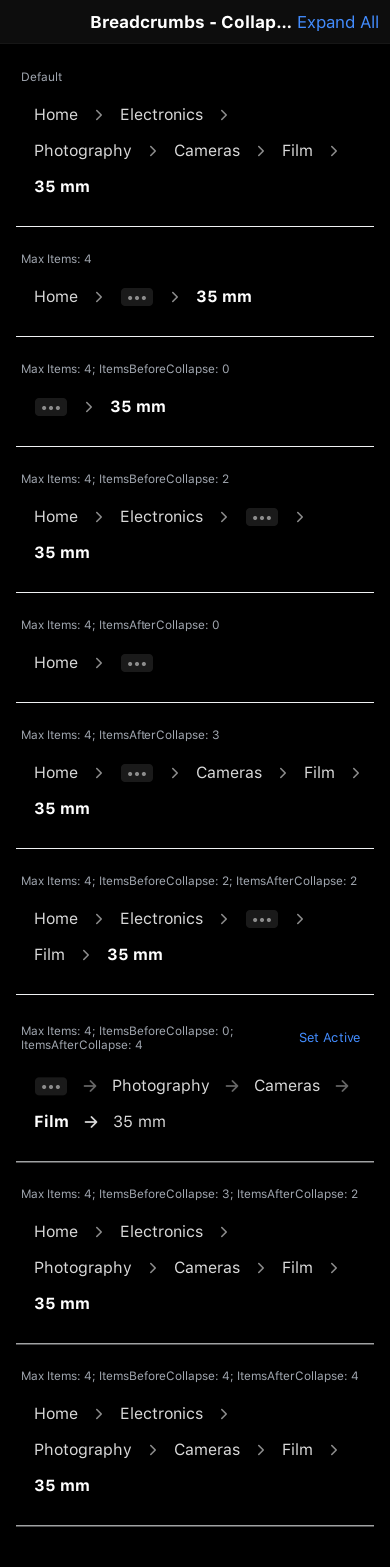 Breadcrumbs - Collap... Expand All
Default
Home > Electronics >
Photography > Cameras > Film >
35 mm
Max Items: 4
Home > ••• > 35 mm
Max Items: 4; ItemsBeforeCollapse: 0
••• > 35 mm
Max Items: 4; ItemsBeforeCollapse: 2
Home > Electronics > ••• >
35 mm
Max Items: 4; ItemsAfterCollapse: 0
Home > •••
Max Items: 4; ItemsAfterCollapse: 3
Home > ••• > Cameras > Film >
35 mm
Max Items: 4; ItemsBeforeCollapse: 2; ItemsAfterCollapse: 2
Home > Electronics > ••• >
Film > 35 mm
Max Items: 4; ItemsBeforeCollapse: 0;
ItemsAfterCollapse: 4
Set Active
••• → Photography → Cameras →
Film → 35 mm
Max Items: 4; ItemsBeforeCollapse: 3; ItemsAfterCollapse: 2
Home > Electronics >
Photography > Cameras > Film >
35 mm
Max Items: 4; ItemsBeforeCollapse: 4; ItemsAfterCollapse: 4
Home > Electronics >
Photography > Cameras > Film >
35 mm